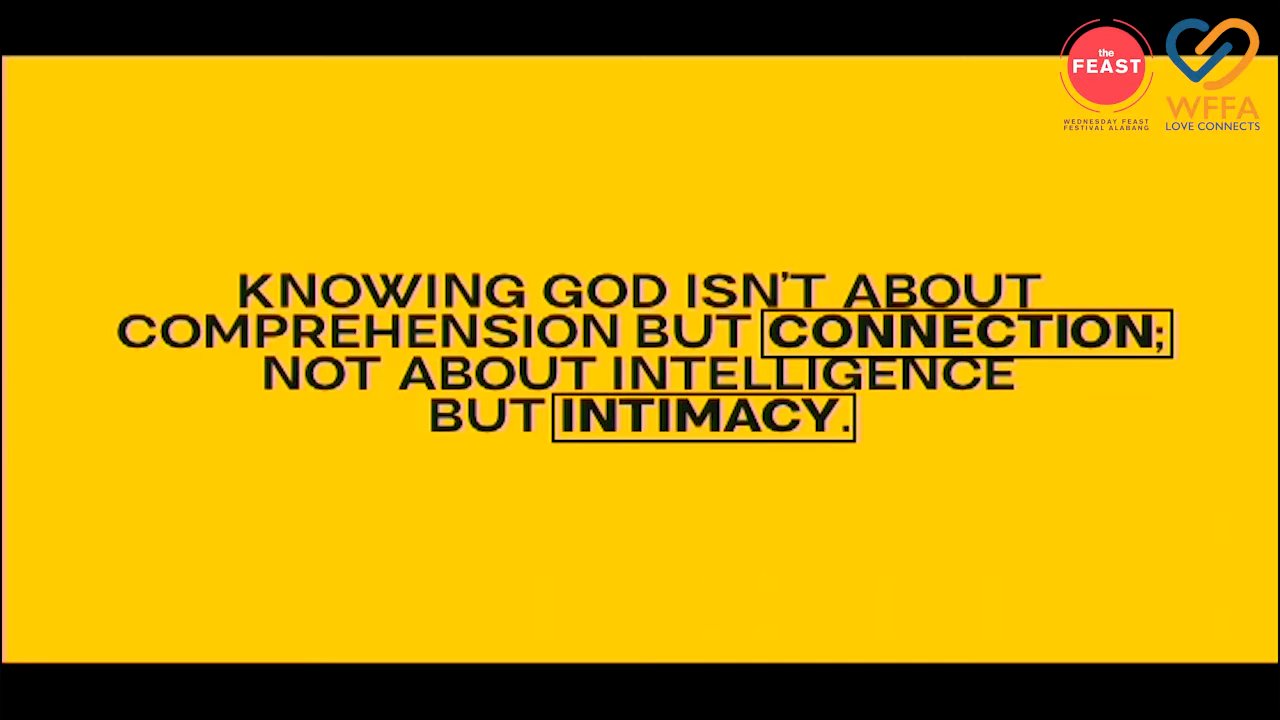 the
FEAST
WEDNESDAY FEAST
FESTIVAL ALABANG
WFFA
LOVE CONNECTS
KNOWING GOD ISN'T ABOUT
COMPREHENSION BUT CONNECTION;
NOT ABOUT INTELLIGENCE
BUT INTIMACY.